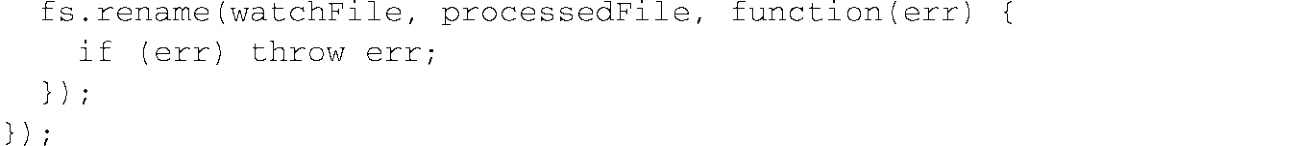 fs.rename(watchFile, processedFile, function(err) {
if (err) throw err;
});
});